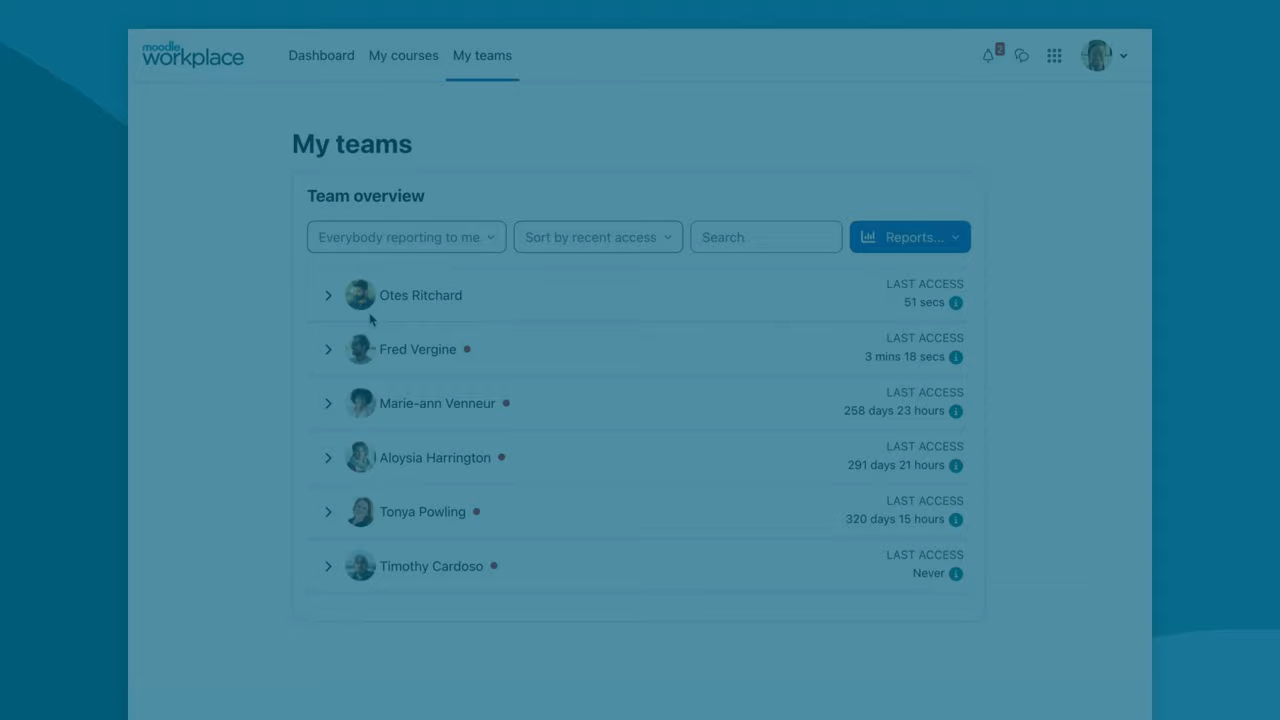 moodle
workplace
Dashboard My courses My teams
2
My teams
Team overview
Everybody reporting to me Sort by recent access Search Reports...
Otes Ritchard
LAST ACCESS
51 secs
Fred Vergine
LAST ACCESS
3 mins 18 secs
Marie-ann Venneur
LAST ACCESS
258 days 23 hours
Aloysia Harrington
LAST ACCESS
291 days 21 hours
Tonya Powling
LAST ACCESS
320 days 15 hours
Timothy Cardoso
LAST ACCESS
Never